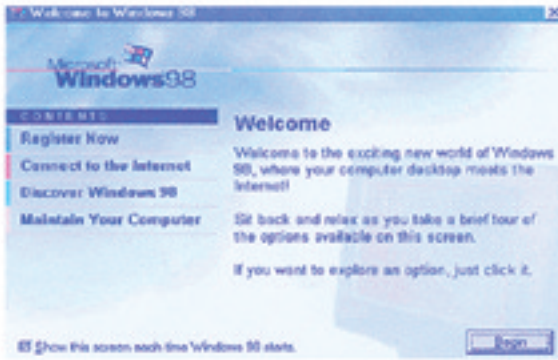 Welcome to Windows 98
Microsoft
Windows98
CONTENTS
Register Now
Connect to the Internet
Discover Windows 98
Maintain Your Computer
Welcome
Welcome to the exciting new world of Windows
98, where your computer desktop meets the
Internet!
Sit back and relax as you take a brief tour of
the options available on this screen.
If you want to explore an option, just click it.
Show this screen each time Windows 98 starts.
Begin